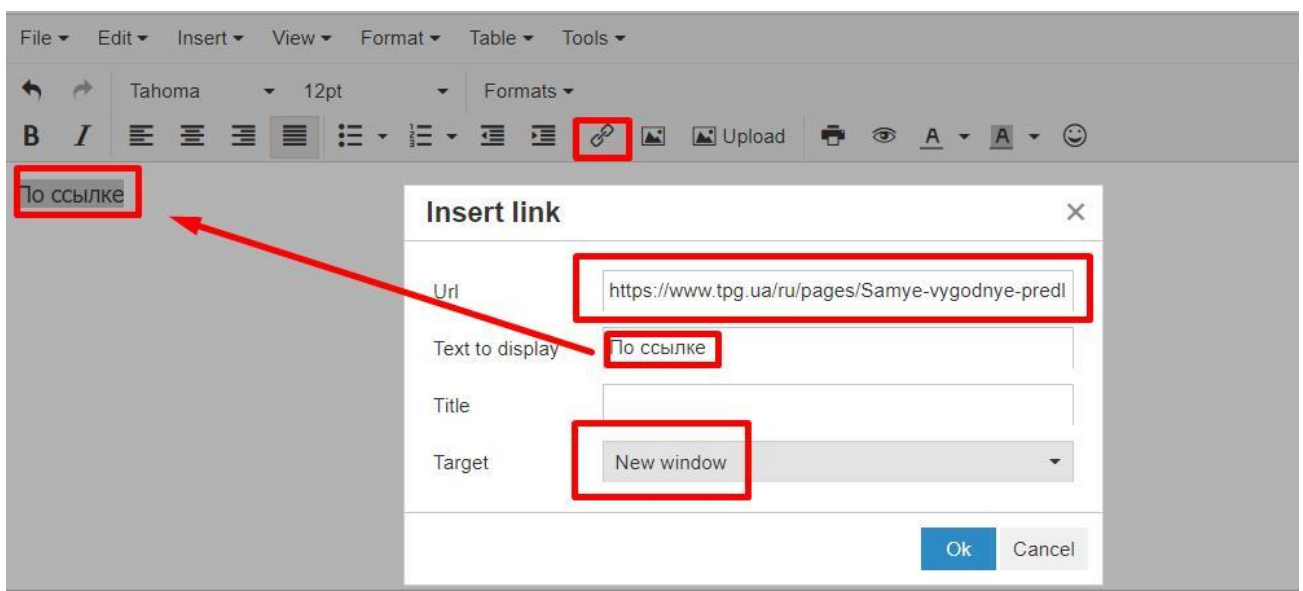 File Edit Insert View Format Table Tools
Tahoma 12pt Formats
B I Upload A A
По ссылке
Insert link
Url https://www.tpg.ua/ru/pages/Samye-vygodnye-predl
Text to display По ссылке
Title
Target New window
Ok Cancel